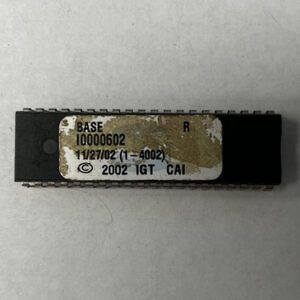 BASE R
I0000602
11/27/02 (1-4002)
© 2002 IGT CAI